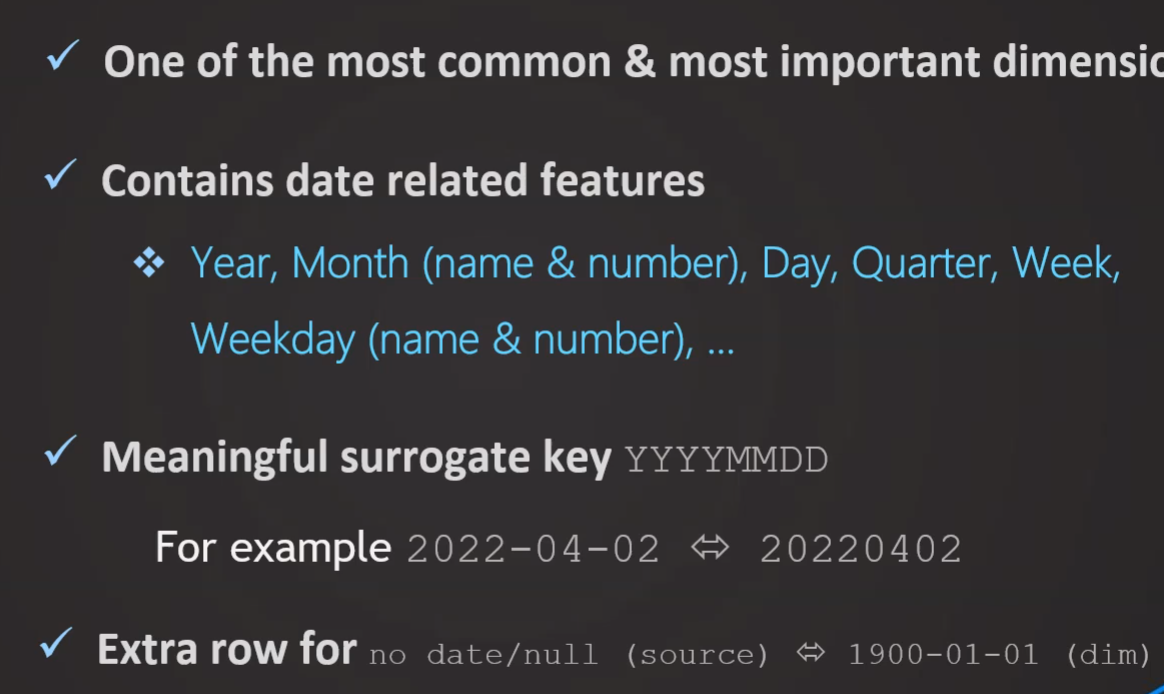 One of the most common & most important dimensio
Contains date related features
Year, Month (name & number), Day, Quarter, Week,
Weekday (name & number), ...
Meaningful surrogate key YYYYMMDD
For example 2022-04-02 ⬄ 20220402
Extra row for no date/null (source) ⬄ 1900-01-01 (dim)